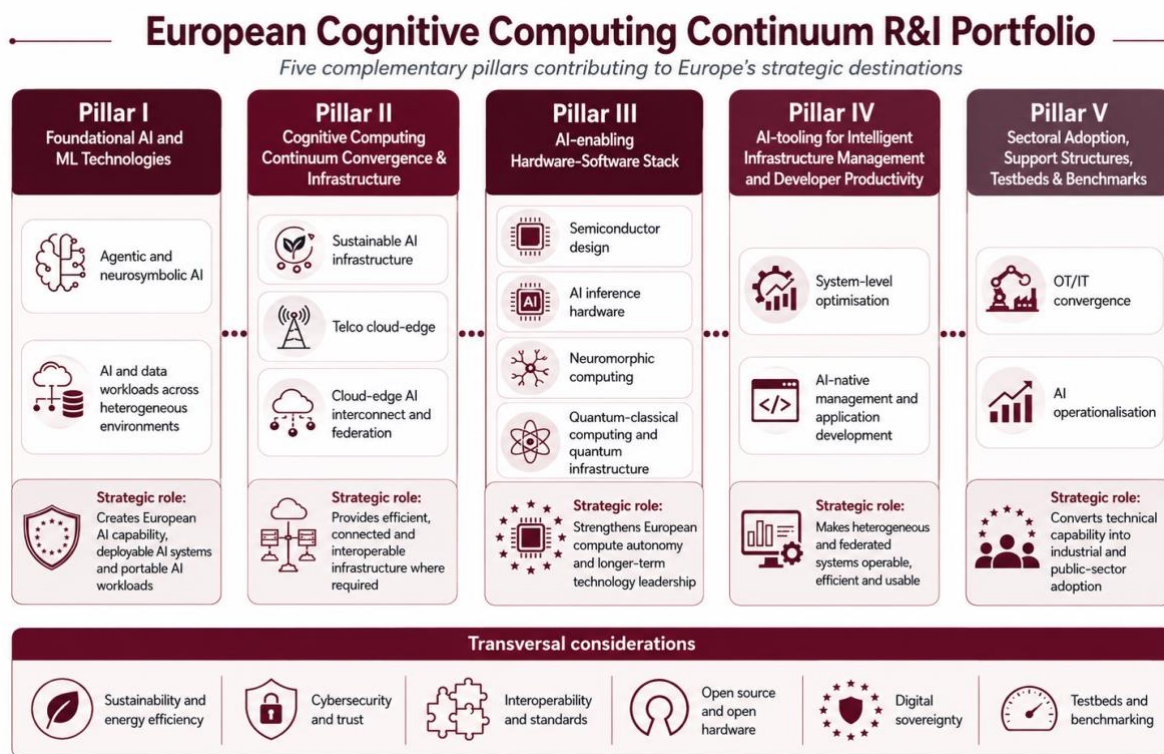 European Cognitive Computing Continuum R&I Portfolio
Five complementary pillars contributing to Europe's strategic destinations
Pillar I
Foundational AI and
ML Technologies
Agentic and
neurosymbolic AI
AI and data
workloads across
heterogeneous
environments
Strategic role:
Creates European
AI capability,
deployable AI systems
and portable AI
workloads
Pillar II
Cognitive Computing
Continuum Convergence &
Infrastructure
Sustainable AI
infrastructure
Telco cloud-edge
Cloud-edge AI
interconnect and
federation
Strategic role:
Provides efficient,
connected and
interoperable
infrastructure where
required
Pillar III
AI-enabling
Hardware-Software Stack
Semiconductor
design
AI
AI inference
hardware
Neuromorphic
computing
Quantum-classical
computing and
quantum
infrastructure
Strategic role:
Strengthens European
compute autonomy
and longer-term
technology leadership
Pillar IV
AI-tooling for Intelligent
Infrastructure Management
and Developer Productivity
System-level
optimisation
</>
AI-native
management and
application
development
Strategic role:
Makes heterogeneous
and federated
systems operable,
efficient and usable
Pillar V
Sectoral Adoption,
Support Structures,
Testbeds & Benchmarks
OT/IT
convergence
AI
operationalisation
Strategic role:
Converts technical
capability into
industrial and
public-sector
adoption
Transversal considerations
Sustainability and
energy efficiency
Cybersecurity
and trust
Interoperability
and standards
Open source
and open
hardware
Digital
sovereignty
Testbeds and
benchmarking